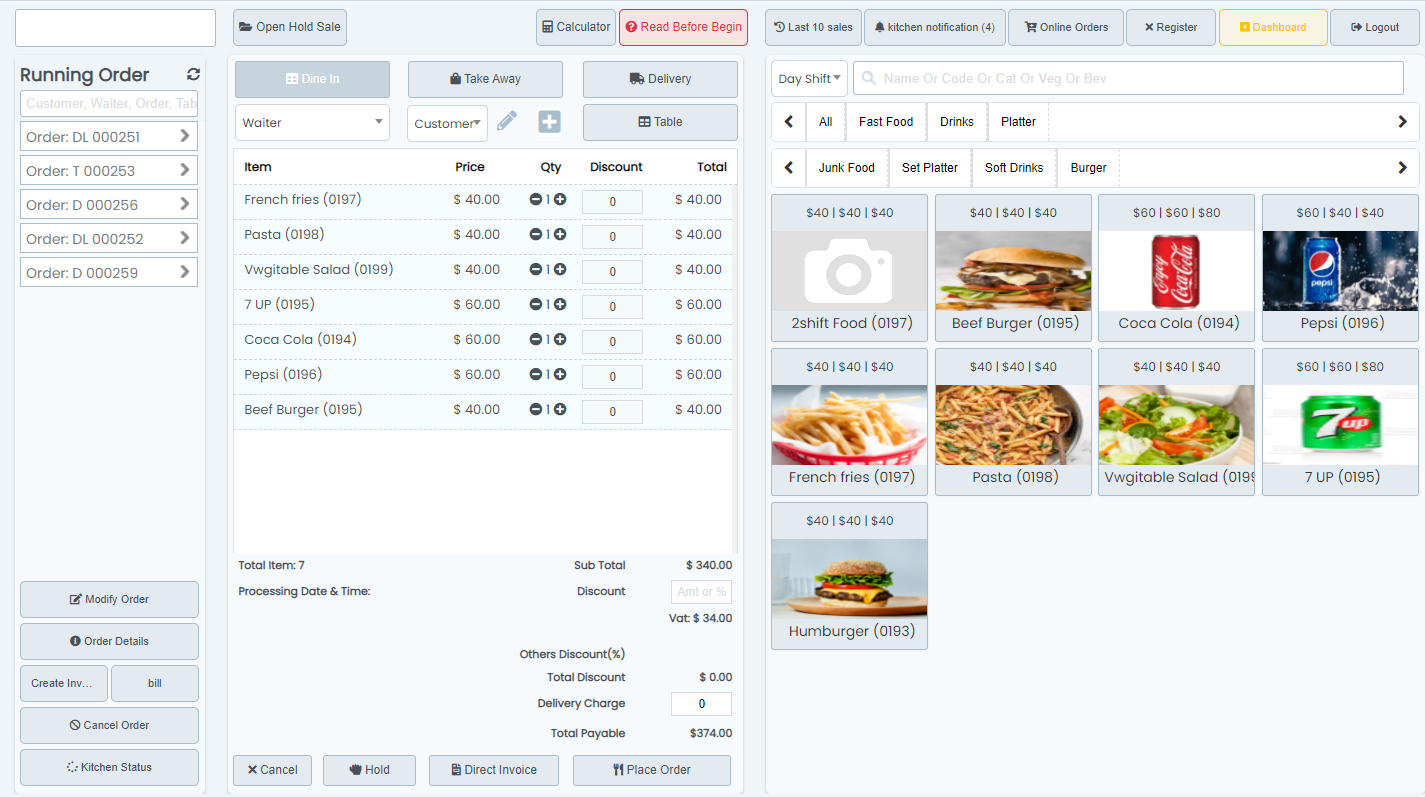 Open Hold Sale
Calculator
Read Before Begin
Last 10 sales
kitchen notification (4)
Online Orders
Register
Dashboard
Logout
Running Order
Customer, Waiter, Order, Tab
Order: DL 000251
Order: T 000253
Order: D 000256
Order: DL 000252
Order: D 000259
Modify Order
Order Details
Create Inv...
bill
Cancel Order
Kitchen Status
Dine In
Take Away
Delivery
Waiter
Customer
Table
Item Price Qty Discount Total
French fries (0197) $ 40.00 1 0 $ 40.00
Pasta (0198) $ 40.00 1 0 $ 40.00
Vwgitable Salad (0199) $ 40.00 1 0 $ 40.00
7 UP (0195) $ 60.00 1 0 $ 60.00
Coca Cola (0194) $ 60.00 1 0 $ 60.00
Pepsi (0196) $ 60.00 1 0 $ 60.00
Beef Burger (0195) $ 40.00 1 0 $ 40.00
Total Item: 7
Sub Total $ 340.00
Processing Date & Time:
Discount Amt or %
Vat: $ 34.00
Others Discount(%)
Total Discount $ 0.00
Delivery Charge 0
Total Payable $374.00
Cancel
Hold
Direct Invoice
Place Order
Day Shift
Name Or Code Or Cat Or Veg Or Bev
All
Fast Food
Drinks
Platter
Junk Food
Set Platter
Soft Drinks
Burger
$40 | $40 | $40
2shift Food (0197)
$40 | $40 | $40
Beef Burger (0195)
$60 | $60 | $80
Enjoy
Coca-Cola
Coca Cola (0194)
$60 | $40 | $40
pepsi
Pepsi (0196)
$40 | $40 | $40
French fries (0197)
$40 | $40 | $40
Pasta (0198)
$40 | $40 | $40
Vwgitable Salad (0199
$60 | $60 | $80
7up
7 UP (0195)
$40 | $40 | $40
Humburger (0193)